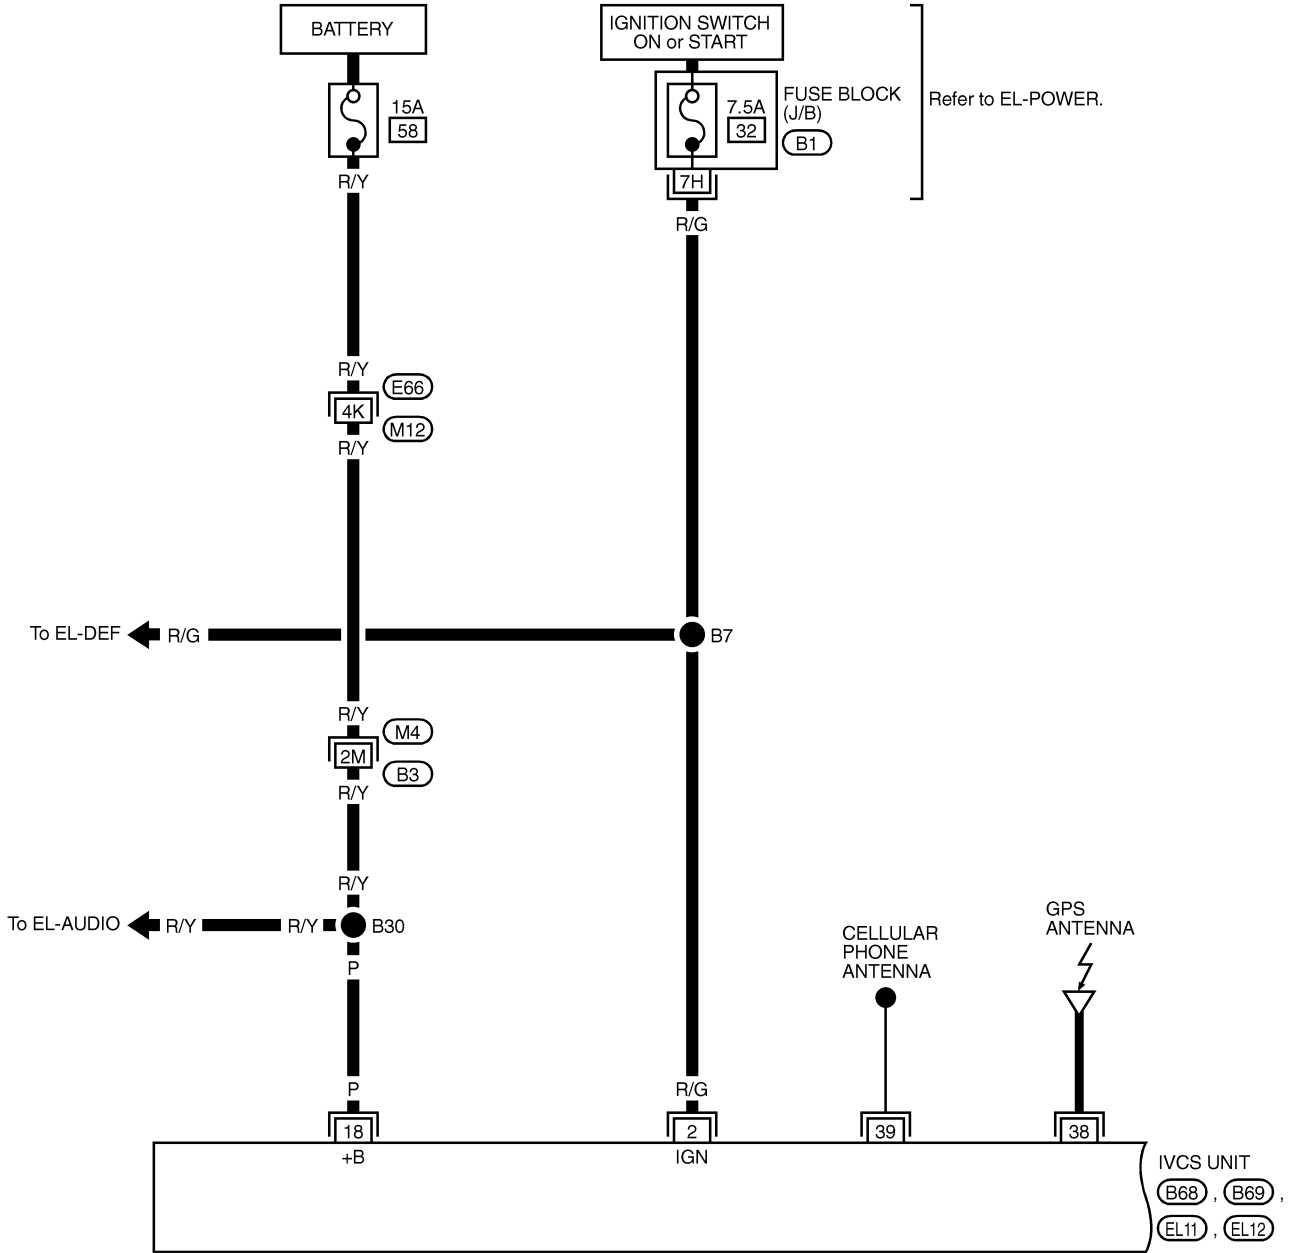 BATTERY
IGNITION SWITCH
ON or START
15A
58
7.5A
32
FUSE BLOCK
(J/B)
B1
Refer to EL-POWER.
7H
R/Y
R/G
R/Y
E66
4K
M12
R/Y
To EL-DEF
R/G
B7
R/Y
M4
2M
B3
R/Y
R/Y
To EL-AUDIO
R/Y
R/Y
B30
P
CELLULAR
PHONE
ANTENNA
GPS
ANTENNA
P
R/G
18
2
39
38
+B
IGN
IVCS UNIT
B68 , B69 ,
EL11 , EL12